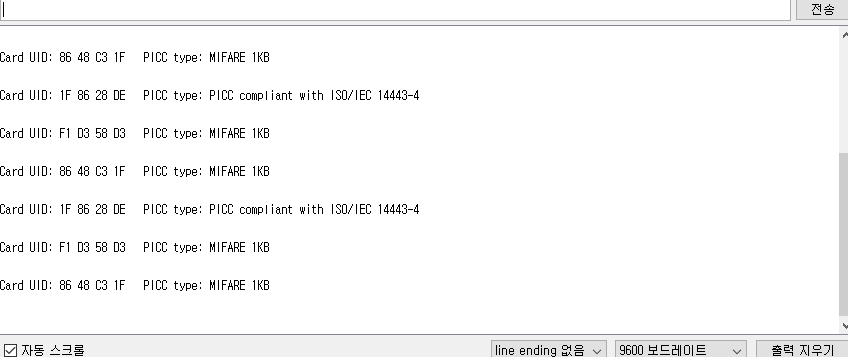 전송
Card UID: 86 48 C3 1F PICC type: MIFARE 1KB
Card UID: 1F 86 28 DE PICC type: PICC compliant with ISO/IEC 14443-4
Card UID: F1 D3 58 D3 PICC type: MIFARE 1KB
Card UID: 86 48 C3 1F PICC type: MIFARE 1KB
Card UID: 1F 86 28 DE PICC type: PICC compliant with ISO/IEC 14443-4
Card UID: F1 D3 58 D3 PICC type: MIFARE 1KB
Card UID: 86 48 C3 1F PICC type: MIFARE 1KB
자동 스크롤 line ending 없음 9600 보드레이트 출력 지우기